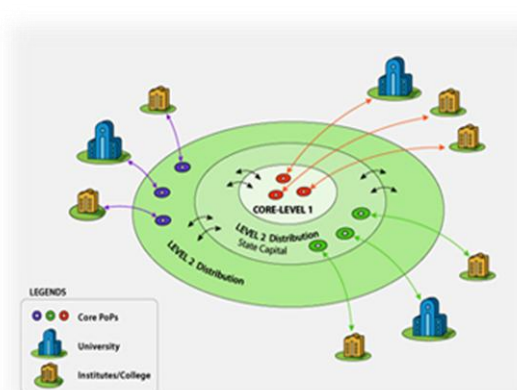 CORE-LEVEL 1
LEVEL 2 Distribution
State Capital
LEVEL 2 Distribution
LEGENDS
Core PoPs
University
Institutes/College